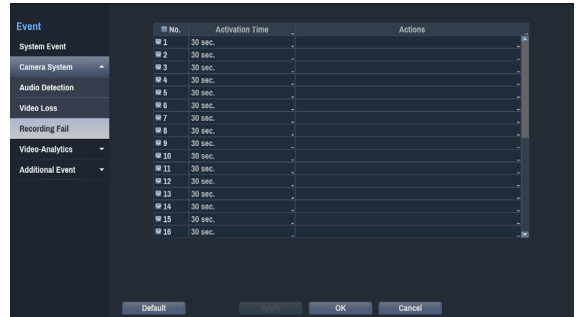 Event
System Event
Camera System
Audio Detection
Video Loss
Recording Fail
Video-Analytics
Additional Event
No. Activation Time Actions
1 30 sec.
2 30 sec.
3 30 sec.
4 30 sec.
5 30 sec.
6 30 sec.
7 30 sec.
8 30 sec.
9 30 sec.
10 30 sec.
11 30 sec.
12 30 sec.
13 30 sec.
14 30 sec.
15 30 sec.
16 30 sec.
Default Apply OK Cancel